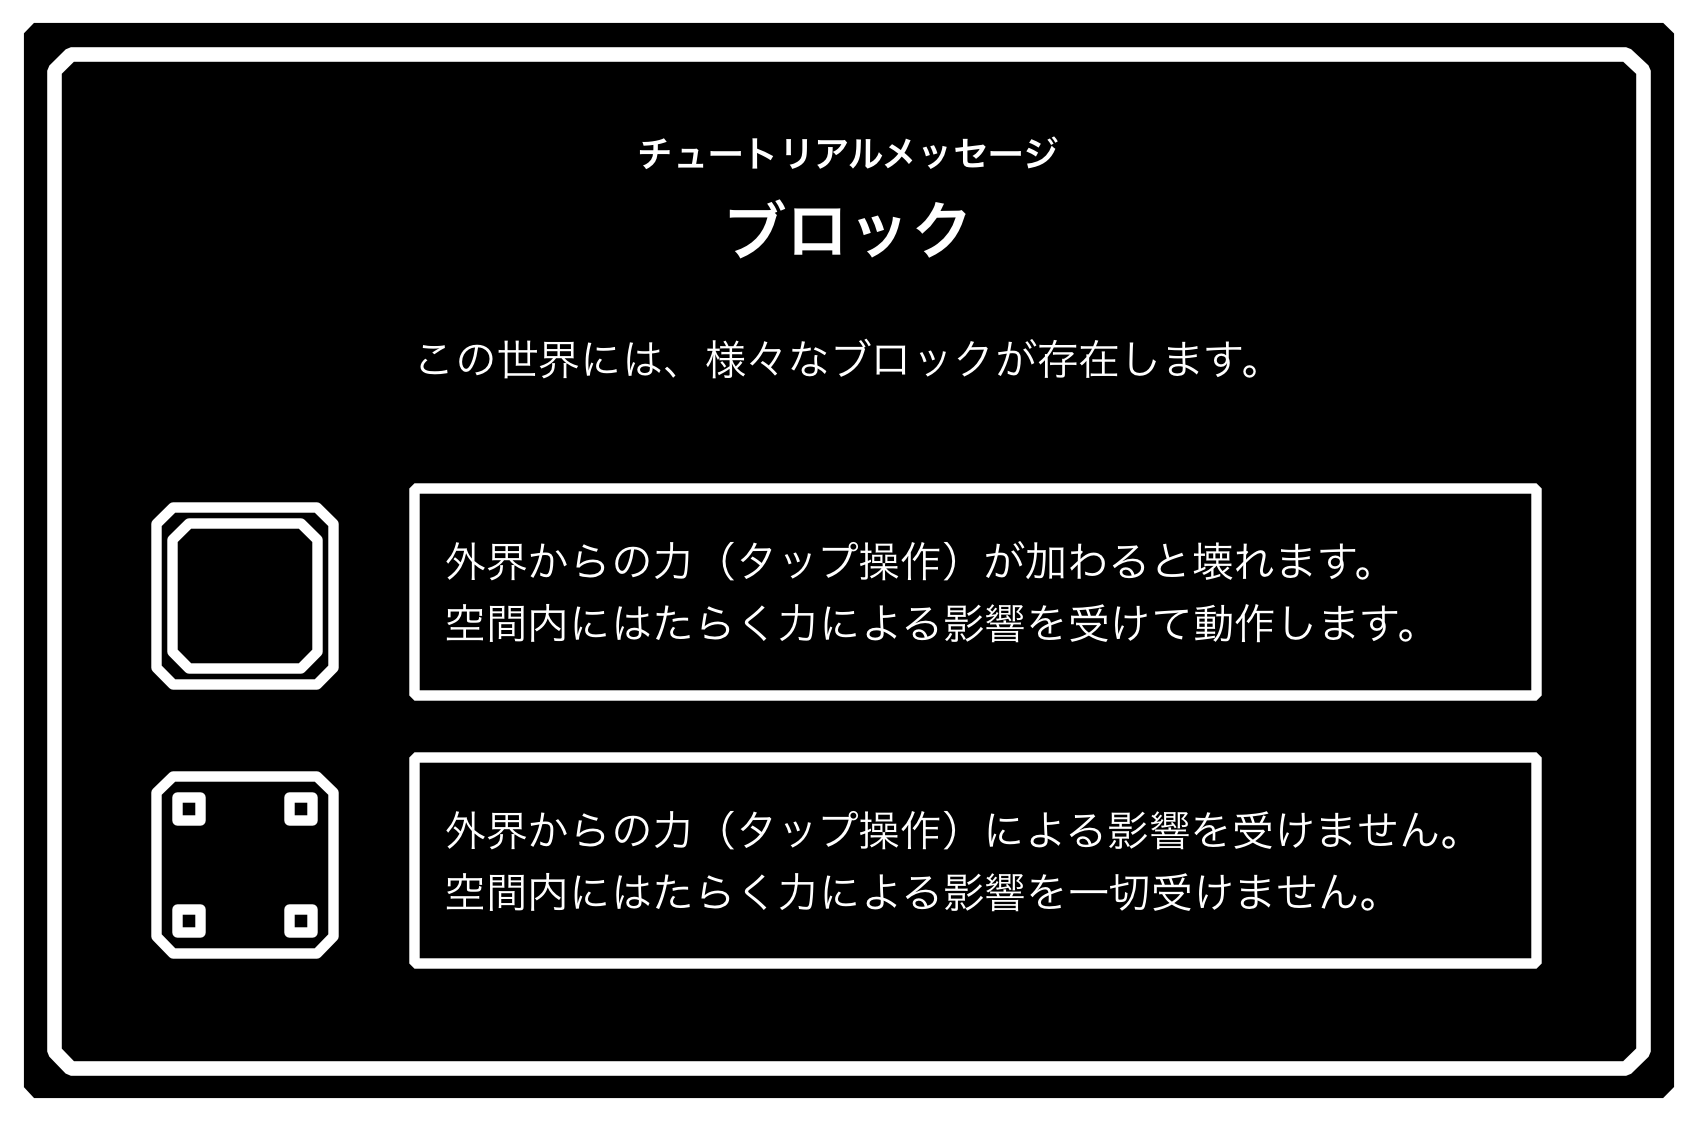 チュートリアルメッセージ
ブロック
この世界には、様々なブロックが存在します。
外界からの力（タップ操作）が加わると壊れます。
空間内にはたらく力による影響を受けて動作します。
外界からの力（タップ操作）による影響を受けません。
空間内にはたらく力による影響を一切受けません。